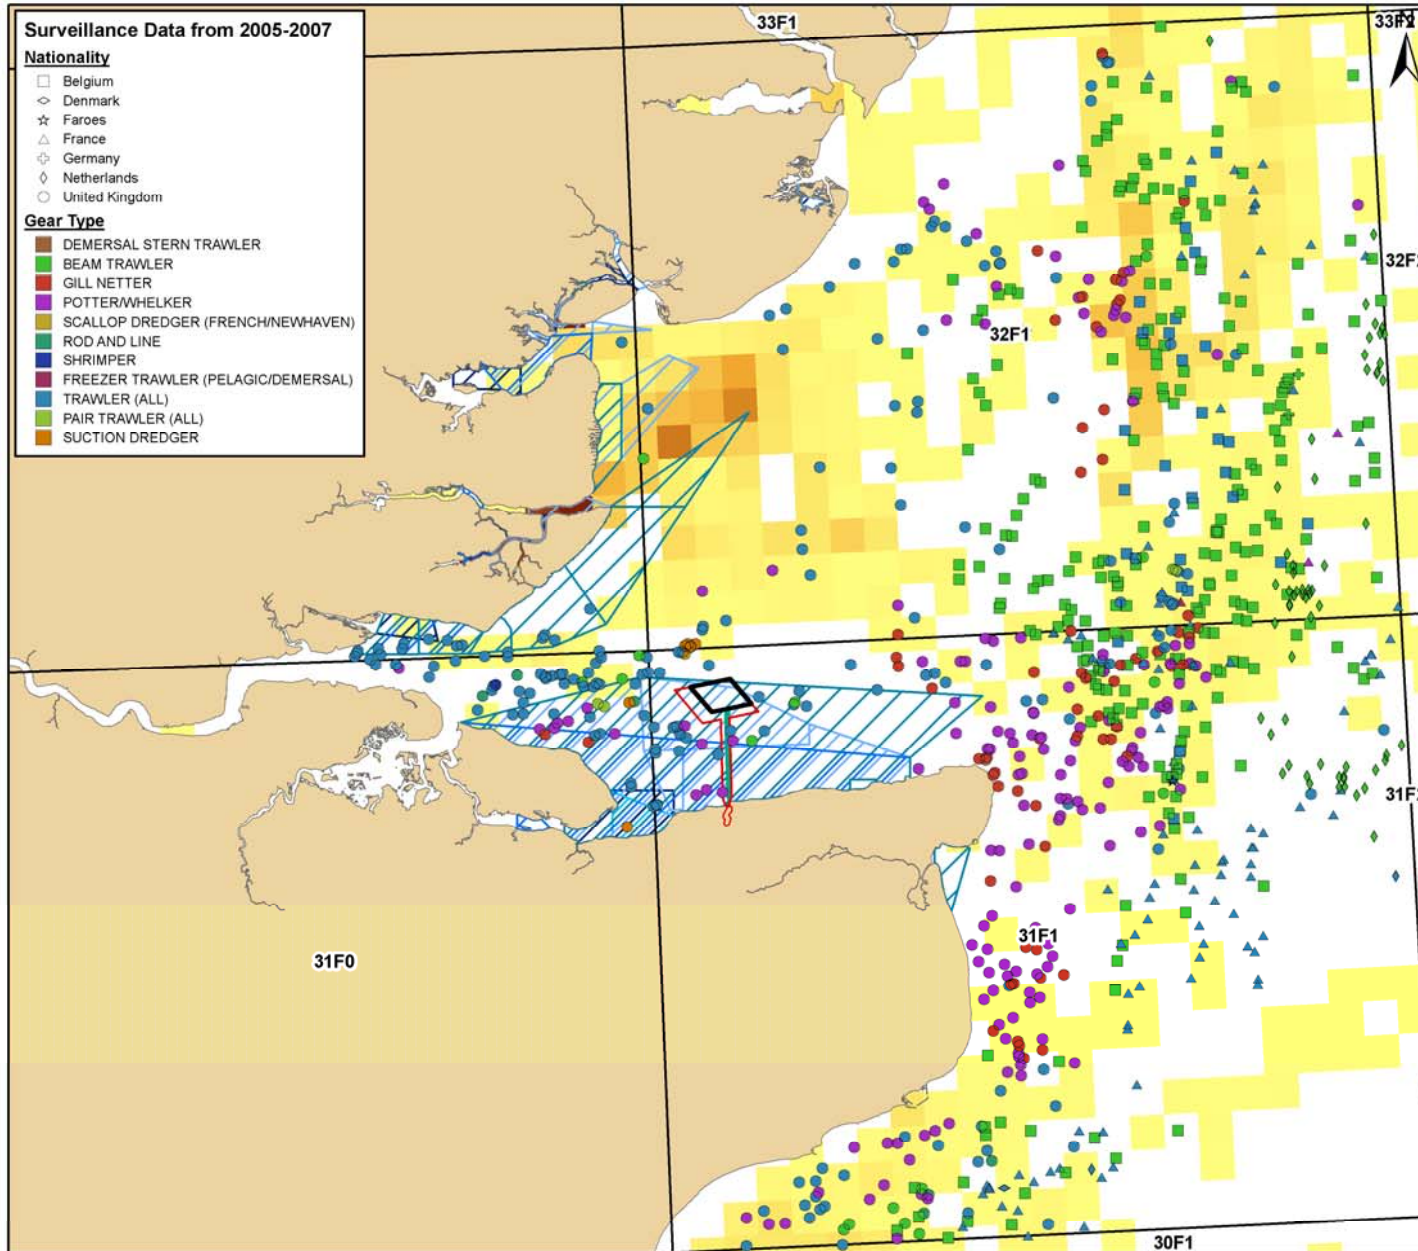 Surveillance Data from 2005-2007
Nationality
Belgium
Denmark
Faroes
France
Germany
Netherlands
United Kingdom
Gear Type
DEMERSAL STERN TRAWLER
BEAM TRAWLER
GILL NETTER
POTTER/WHELKER
SCALLOP DREDGER (FRENCH/NEWHAVEN)
ROD AND LINE
SHRIMPER
FREEZER TRAWLER (PELAGIC/DEMERSAL)
TRAWLER (ALL)
PAIR TRAWLER (ALL)
SUCTION DREDGER
33F1
33F2
32F1
31F0
31F1
30F1